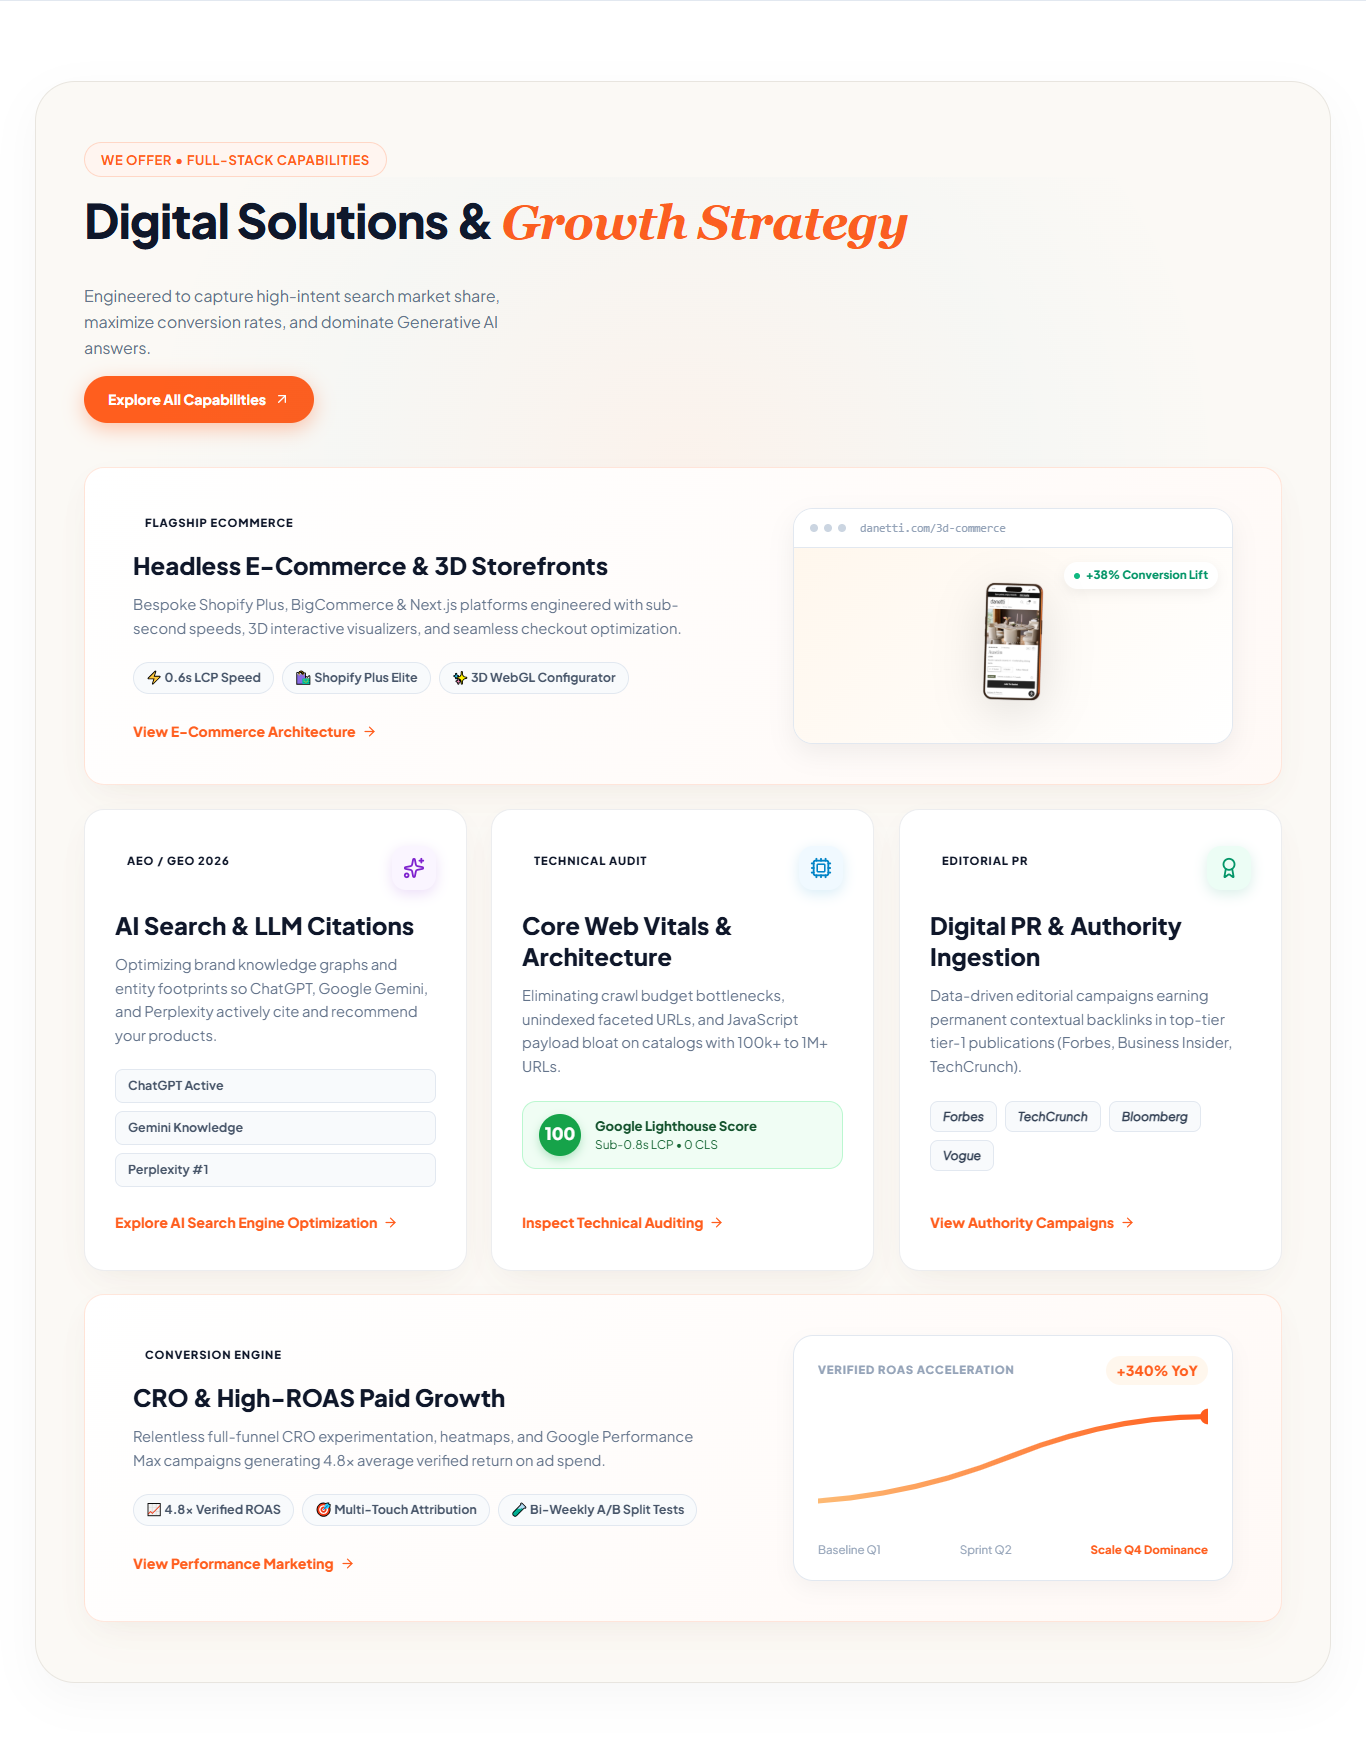 WE OFFER • FULL-STACK CAPABILITIES
Digital Solutions & Growth Strategy
Engineered to capture high-intent search market share,
maximize conversion rates, and dominate Generative AI
answers.
Explore All Capabilities
FLAGSHIP ECOMMERCE
Headless E-Commerce & 3D Storefronts
Bespoke Shopify Plus, BigCommerce & Next.js platforms engineered with sub-
second speeds, 3D interactive visualizers, and seamless checkout optimization.
0.6s LCP Speed
Shopify Plus Elite
3D WebGL Configurator
View E-Commerce Architecture →
danetti.com/3d-commerce
• +38% Conversion Lift
danetti
AEO / GEO 2026
AI Search & LLM Citations
Optimizing brand knowledge graphs and
entity footprints so ChatGPT, Google Gemini,
and Perplexity actively cite and recommend
your products.
ChatGPT Active
Gemini Knowledge
Perplexity #1
Explore AI Search Engine Optimization →
TECHNICAL AUDIT
Core Web Vitals &
Architecture
Eliminating crawl budget bottlenecks,
unindexed faceted URLs, and JavaScript
payload bloat on catalogs with 100k+ to 1M+
URLs.
100
Google Lighthouse Score
Sub-0.8s LCP • 0 CLS
Inspect Technical Auditing →
EDITORIAL PR
Digital PR & Authority
Ingestion
Data-driven editorial campaigns earning
permanent contextual backlinks in top-tier
tier-1 publications (Forbes, Business Insider,
TechCrunch).
Forbes
TechCrunch
Bloomberg
Vogue
View Authority Campaigns →
CONVERSION ENGINE
CRO & High-ROAS Paid Growth
Relentless full-funnel CRO experimentation, heatmaps, and Google Performance
Max campaigns generating 4.8x average verified return on ad spend.
4.8x Verified ROAS
Multi-Touch Attribution
Bi-Weekly A/B Split Tests
View Performance Marketing →
VERIFIED ROAS ACCELERATION
+340% YoY
Baseline Q1
Sprint Q2
Scale Q4 Dominance